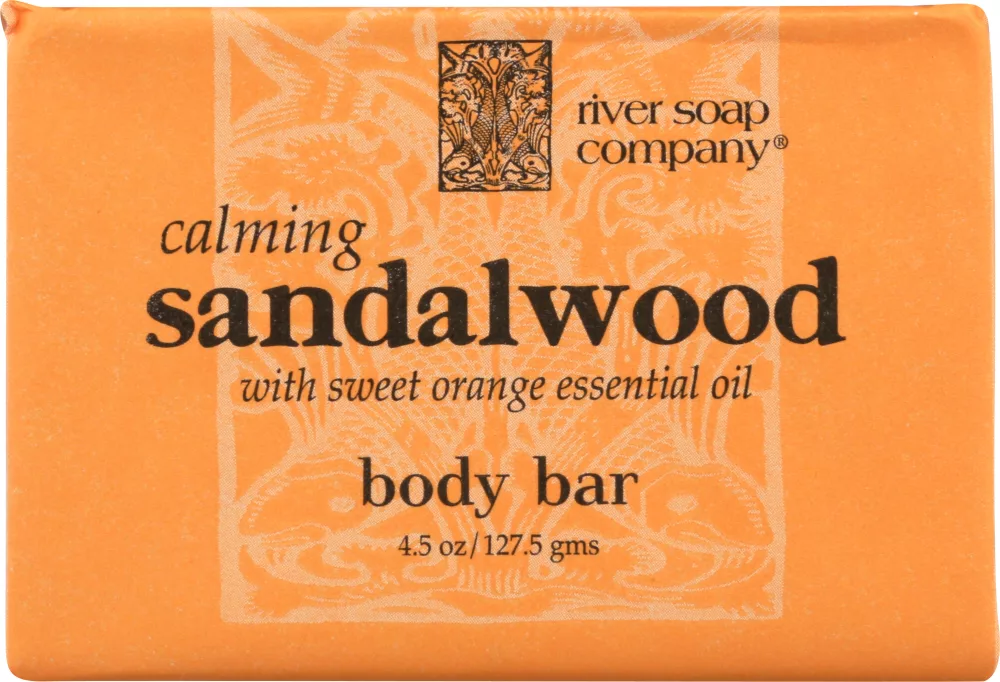 river soap
company®
calming
sandalwood
with sweet orange essential oil
body bar
4.5 oz/127.5 gms